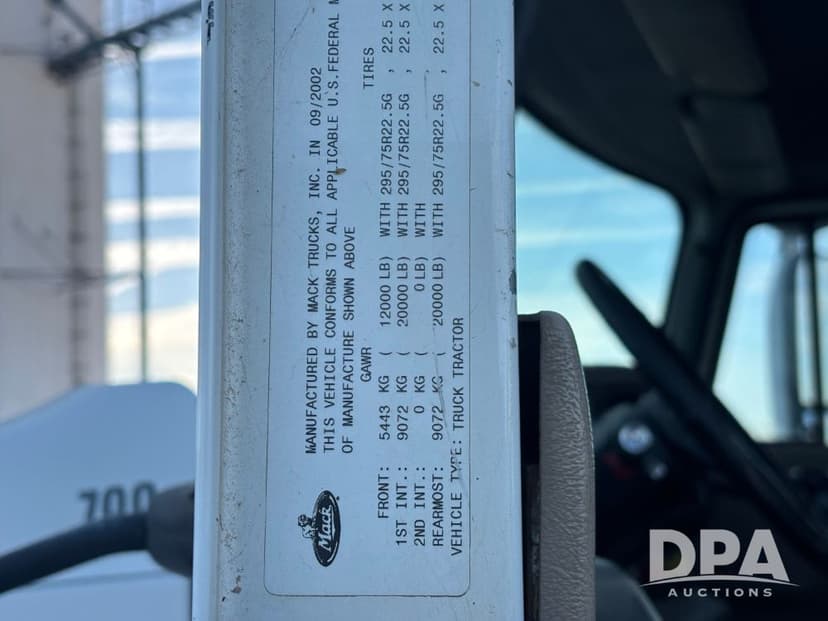 MANUFACTURED BY MACK TRUCKS, INC. IN 09/2002
THIS VEHICLE CONFORMS TO ALL APPLICABLE U.S. FEDERAL
OF MANUFACTURE SHOWN ABOVE
GAWR TIRES
FRONT: 5443 KG ( 12000 LB) WITH 295/75R22.5G , 22.5 X
1ST INT.: 9072 KG ( 20000 LB) WITH 295/75R22.5G , 22.5 X
2ND INT.: 0 KG ( 0 LB) WITH
REARMOST: 9072 KG ( 20000 LB) WITH 295/75R22.5G , 22.5 X
VEHICLE TYPE: TRUCK TRACTOR
Mack
700
DPA
AUCTIONS